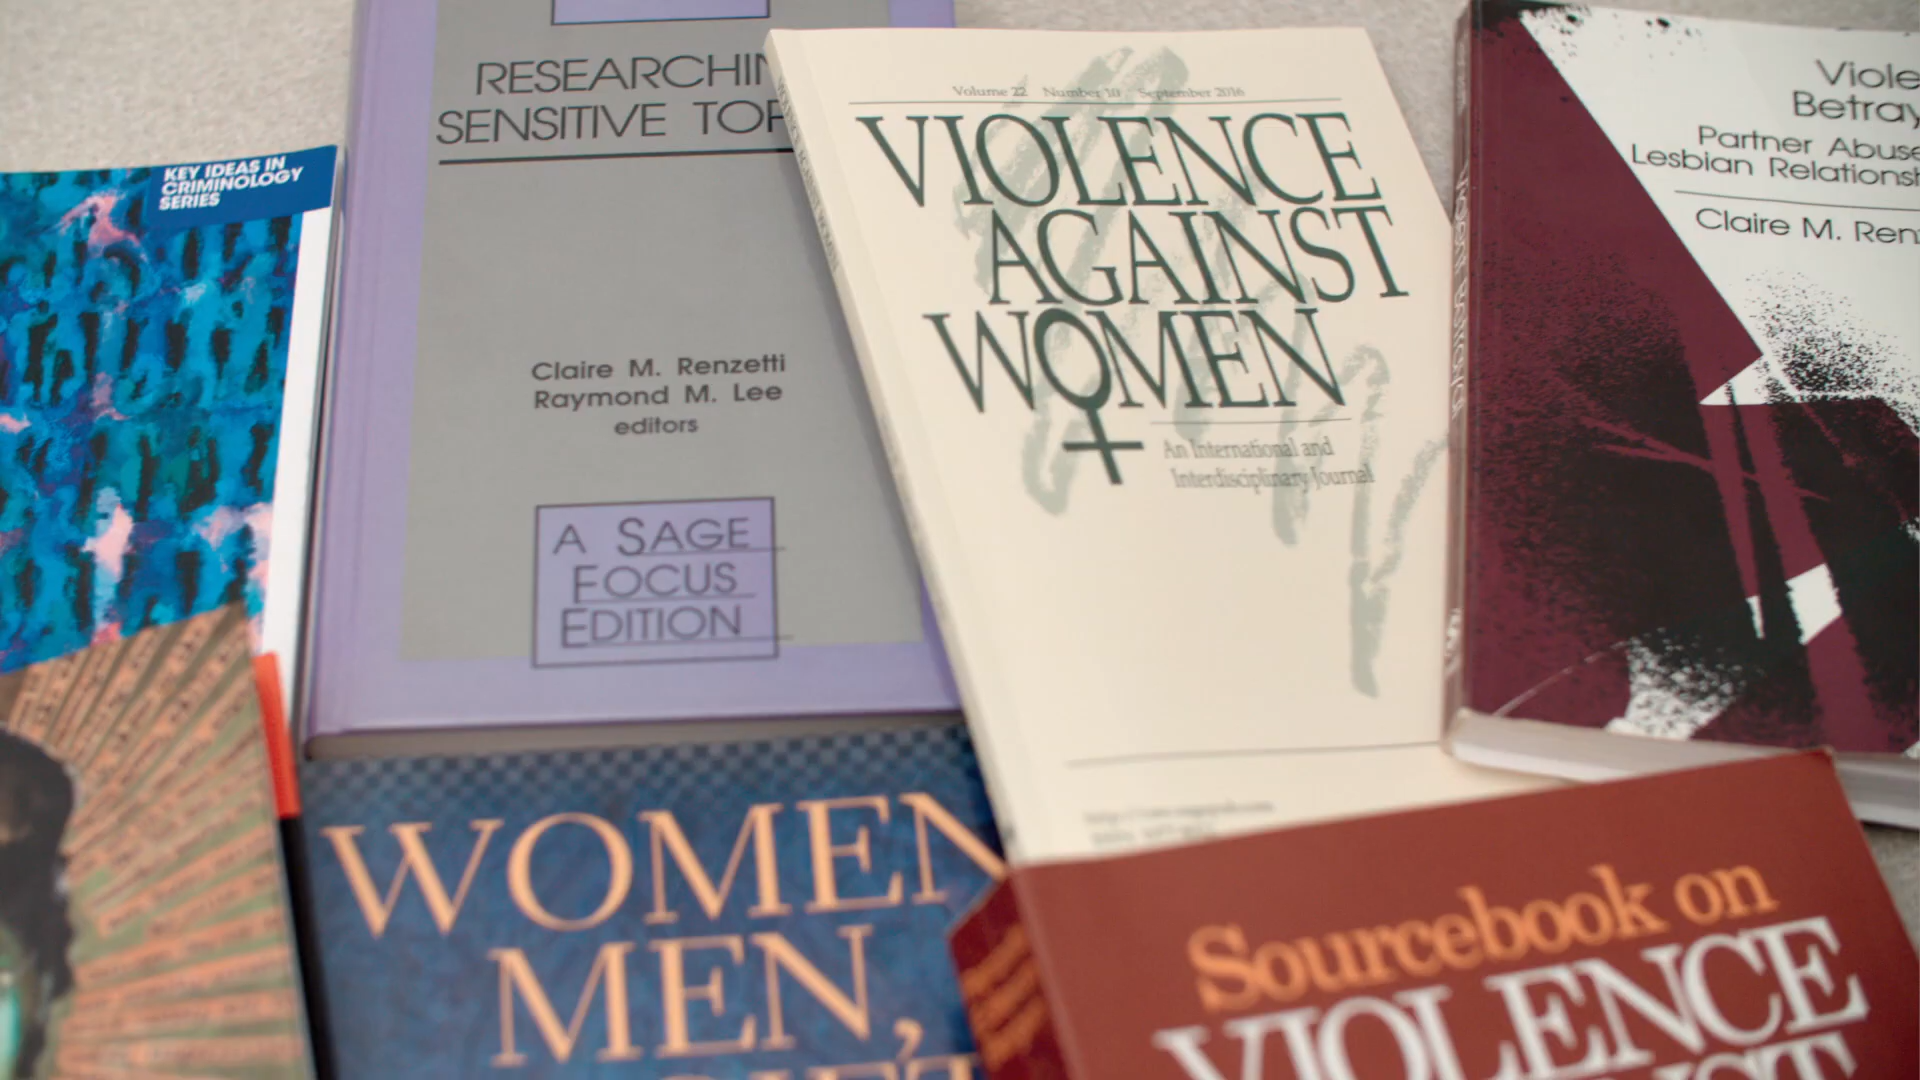 KEY IDEAS IN
CRIMINOLOGY
SERIES
RESEARCHIN
SENSITIVE TOP
Claire M. Renzetti
Raymond M. Lee
editors
A SAGE
FOCUS
EDITION
Volume 22 Number 10 September 2016
VIOLENCE
AGAINST
WOMEN
An International and
Interdisciplinary Journal
Viole
Betray
Partner Abuse
Lesbian Relationsh
Claire M. Renz
WOMEN
MEN,
Sourcebook on
VIOLENCE